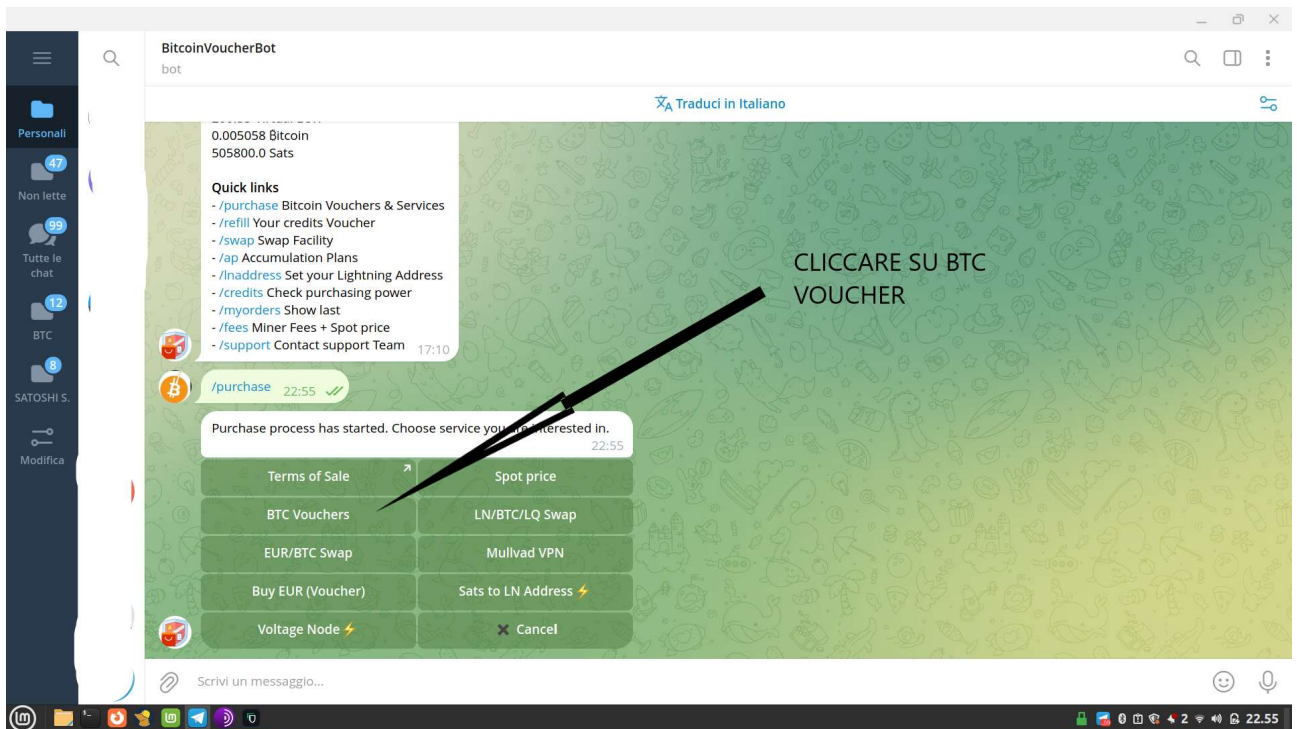 BitcoinVoucherBot
bot
Traduci in Italiano
Personali
47
Non lette
99
Tutte le
chat
12
BTC
8
SATOSHI S.
Modifica
0.005058 Bitcoin
505800.0 Sats
Quick links
- /purchase Bitcoin Vouchers & Services
- /refill Your credits Voucher
- /swap Swap Facility
- /ap Accumulation Plans
- /lnaddress Set your Lightning Address
- /credits Check purchasing power
- /myorders Show last
- /fees Miner Fees + Spot price
- /support Contact support Team 17:10
CLICCARE SU BTC
VOUCHER
/purchase 22:55
Purchase process has started. Choose service you are interested in.
22:55
Terms of Sale Spot price
BTC Vouchers LN/BTC/LQ Swap
EUR/BTC Swap Mullvad VPN
Buy EUR (Voucher) Sats to LN Address ⚡
Voltage Node ⚡ ✖ Cancel
Scrivi un messaggio...
2 22.55